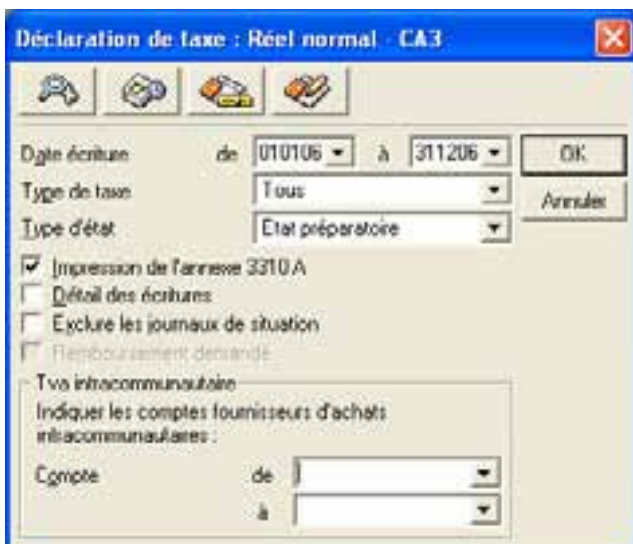 Déclaration de taxe : Réel normal - CA3
Date écriture de 010106 à 311206 OK
Type de taxe Tous Annuler
Type d'état Etat préparatoire
Impression de l'annexe 3310 A
Détail des écritures
Exclure les journaux de situation
Remboursement demandé
Tva intracommunautaire
Indiquer les comptes fournisseurs d'achats
intracommunautaires :
Compte de
à